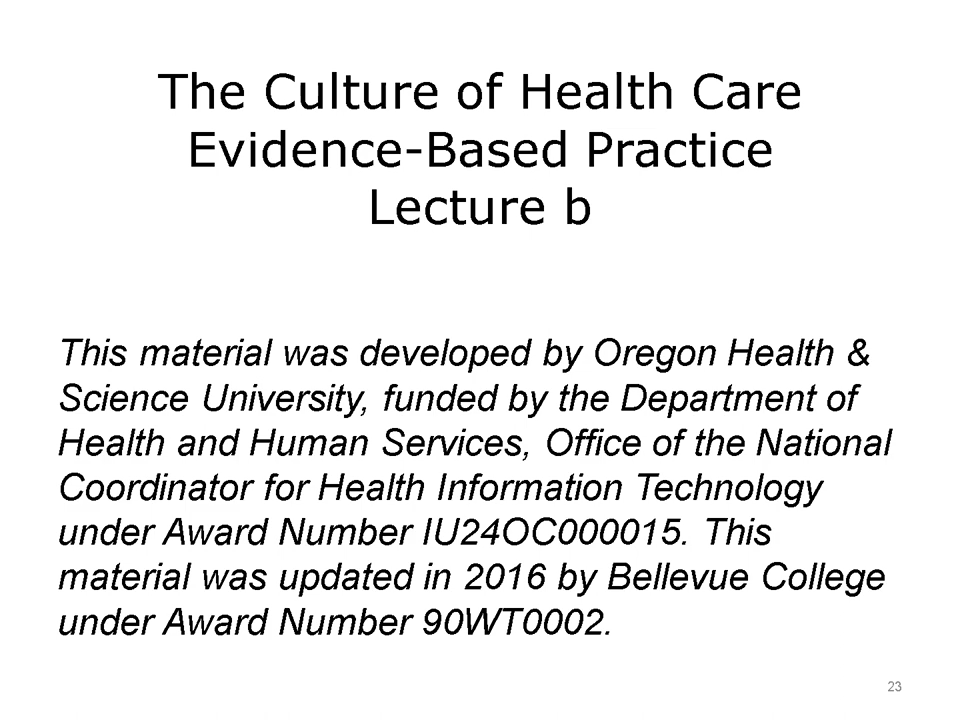 The Culture of Health Care
Evidence-Based Practice
Lecture b
This material was developed by Oregon Health &
Science University, funded by the Department of
Health and Human Services, Office of the National
Coordinator for Health Information Technology
under Award Number IU24OC000015. This
material was updated in 2016 by Bellevue College
under Award Number 90WT0002.
23